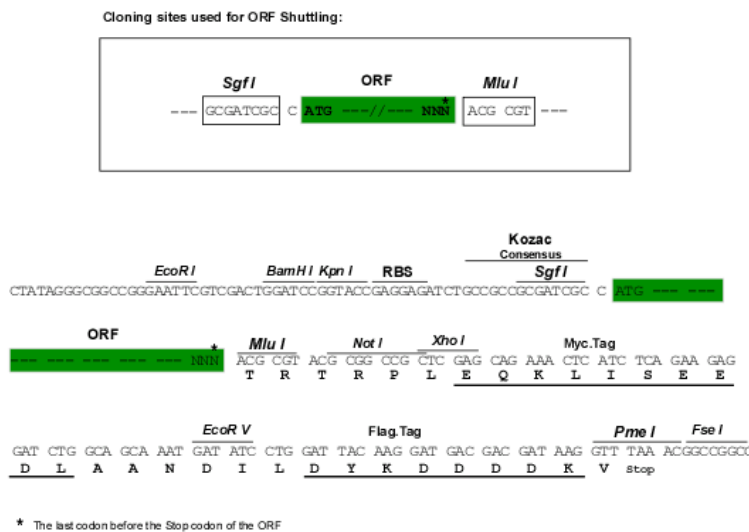 Cloning sites used for ORF Shuttling:
Sgf I ORF Mlu I
*
--- GCGATCGC C ATG ---//--- NNN ACG CGT ---
Kozac
Consensus
EcoR I BamH I Kpn I RBS Sgf I
CTATAGGGCGGCCGGGAATTCGTCGACTGGATCCGGTACCGAGGAGATCTGCCGCCGCGATCGC C ATG --- ---
ORF
* Mlu I Not I Xho I Myc.Tag
--- --- --- --- --- --- NNN ACG CGT ACG CGG CCG CTC GAG CAG AAA CTC ATC TCA GAA GAG
T R T R P L E Q K L I S E E
EcoR V Flag.Tag Pme I Fse I
GAT CTG GCA GCA AAT GAT ATC CTG GAT TAC AAG GAT GAC GAC GAT AAG GTT TAA ACGGCCGGCC
D L A A N D I L D Y K D D D D K V Stop
* The last codon before the Stop codon of the ORF